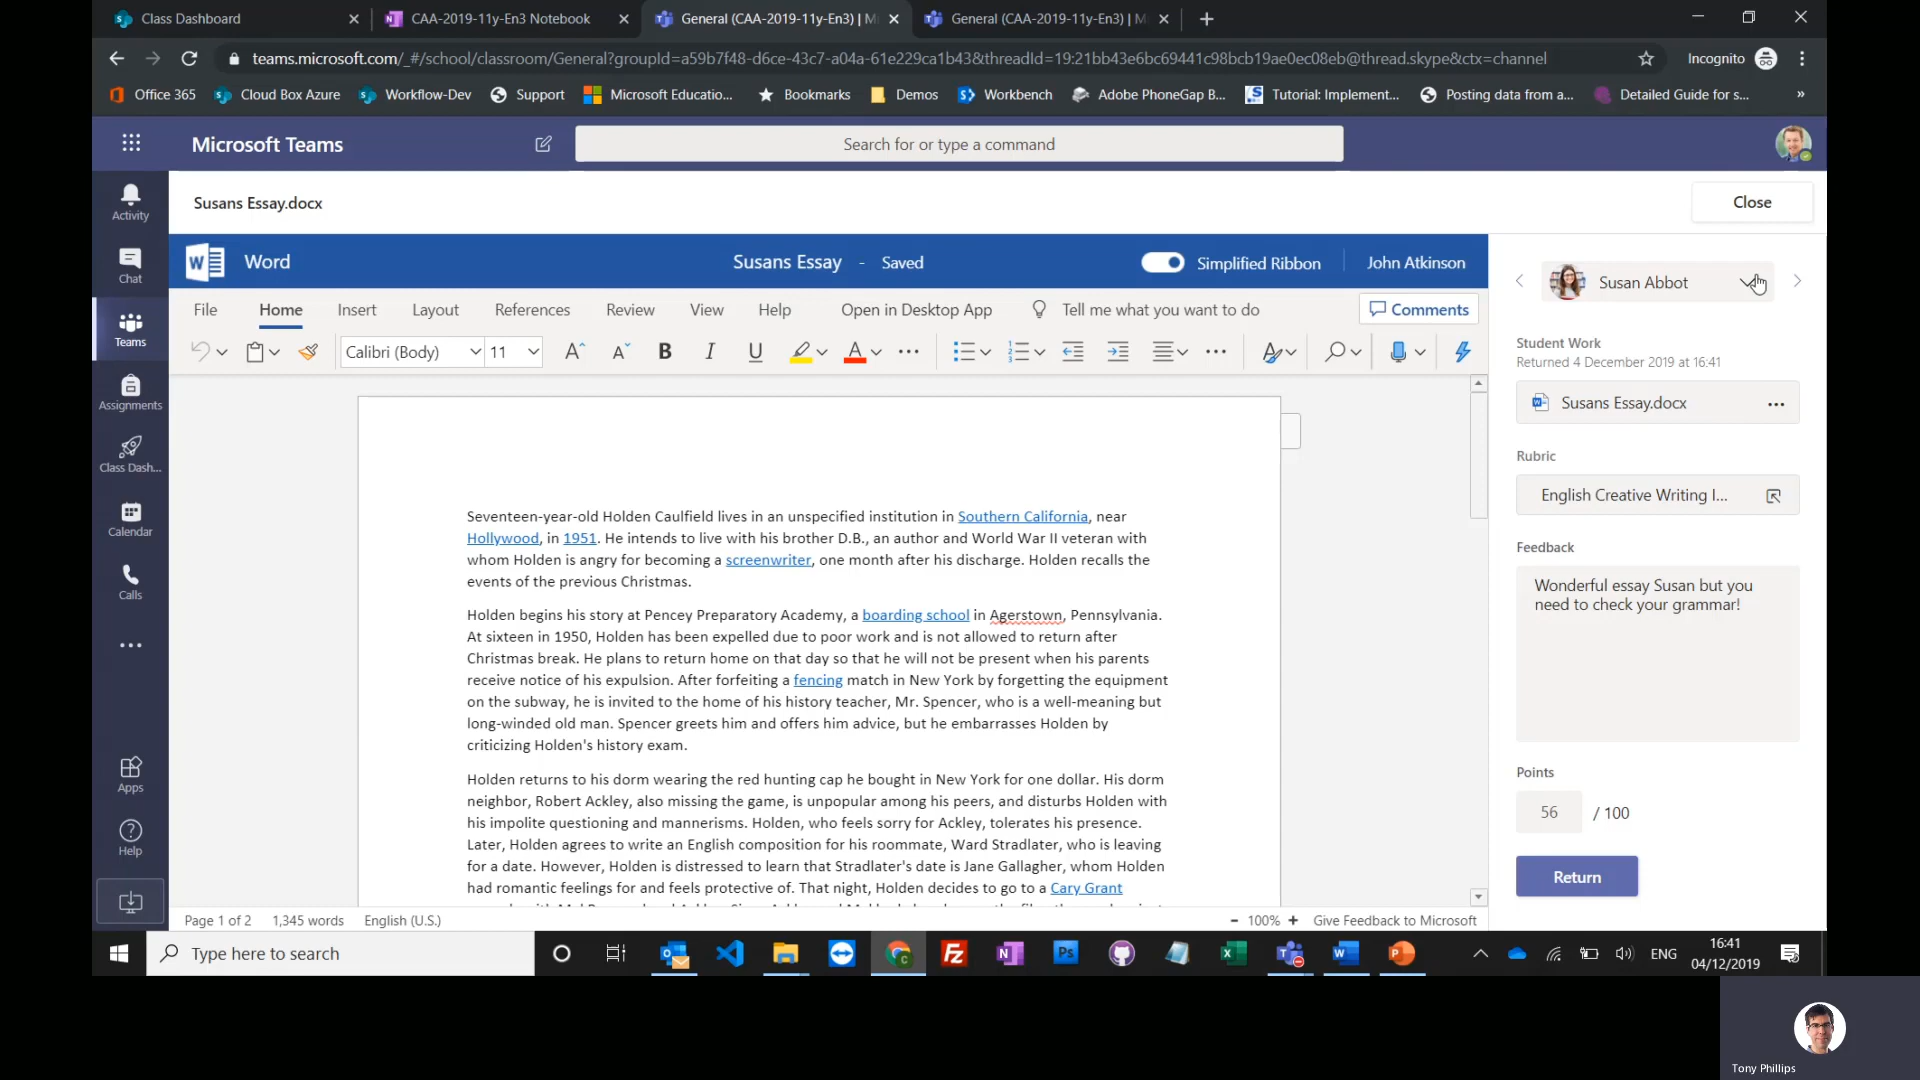 Class Dashboard
CAA-2019-11y-En3 Notebook
General (CAA-2019-11y-En3) | M
General (CAA-2019-11y-En3) | M
teams.microsoft.com/_#/school/classroom/General?groupId=a59b7f48-d6ce-43c7-a04a-61e229ca1b43&threadId=19:21bb43e6bc69441c98bcb19ae0ec08eb@thread.skype&ctx=channel
Incognito
Office 365
Cloud Box Azure
Workflow-Dev
Support
Microsoft Educatio...
Bookmarks
Demos
Workbench
Adobe PhoneGap B...
Tutorial: Implement...
Posting data from a...
Detailed Guide for s...
»
Microsoft Teams
Search for or type a command
Activity
Chat
Teams
Assignments
Class Dash...
Calendar
Calls
Apps
Help
Susans Essay.docx
Close
Word
Susans Essay - Saved
Simplified Ribbon
John Atkinson
File
Home
Insert
Layout
References
Review
View
Help
Open in Desktop App
Tell me what you want to do
Comments
Calibri (Body)
11
B
I
U
Seventeen-year-old Holden Caulfield lives in an unspecified institution in Southern California, near
Hollywood, in 1951. He intends to live with his brother D.B., an author and World War II veteran with
whom Holden is angry for becoming a screenwriter, one month after his discharge. Holden recalls the
events of the previous Christmas.
Holden begins his story at Pencey Preparatory Academy, a boarding school in Agerstown, Pennsylvania.
At sixteen in 1950, Holden has been expelled due to poor work and is not allowed to return after
Christmas break. He plans to return home on that day so that he will not be present when his parents
receive notice of his expulsion. After forfeiting a fencing match in New York by forgetting the equipment
on the subway, he is invited to the home of his history teacher, Mr. Spencer, who is a well-meaning but
long-winded old man. Spencer greets him and offers him advice, but he embarrasses Holden by
criticizing Holden's history exam.
Holden returns to his dorm wearing the red hunting cap he bought in New York for one dollar. His dorm
neighbor, Robert Ackley, also missing the game, is unpopular among his peers, and disturbs Holden with
his impolite questioning and mannerisms. Holden, who feels sorry for Ackley, tolerates his presence.
Later, Holden agrees to write an English composition for his roommate, Ward Stradlater, who is leaving
for a date. However, Holden is distressed to learn that Stradlater's date is Jane Gallagher, whom Holden
had romantic feelings for and feels protective of. That night, Holden decides to go to a Cary Grant
Page 1 of 2
1,345 words
English (U.S.)
- 100% +
Give Feedback to Microsoft
Susan Abbot
Student Work
Returned 4 December 2019 at 16:41
Susans Essay.docx
Rubric
English Creative Writing I...
Feedback
Wonderful essay Susan but you
need to check your grammar!
Points
56 / 100
Return
Type here to search
ENG
16:41
04/12/2019
Tony Phillips